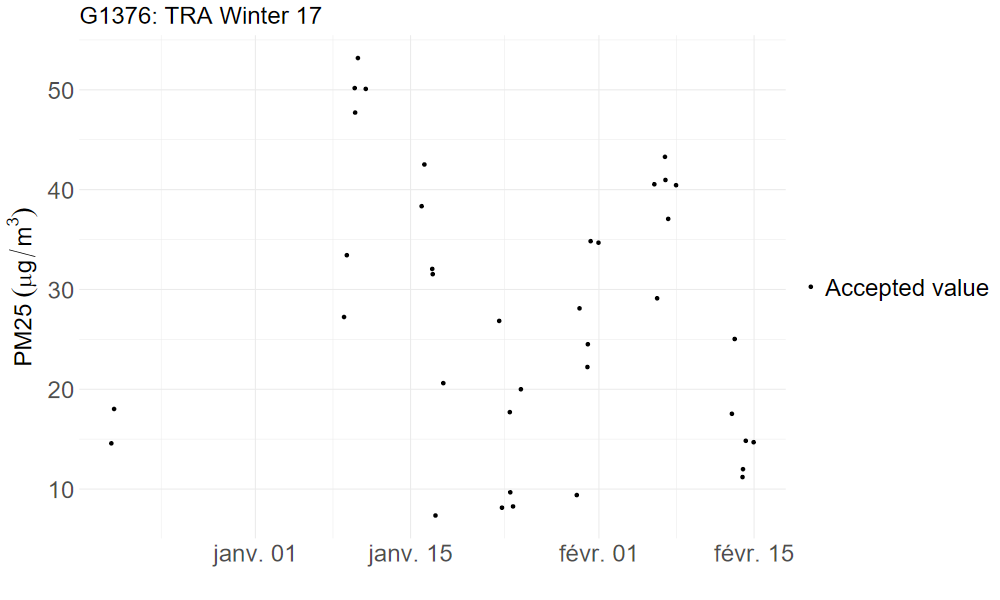 G1376: TRA Winter 17
50
40
30
20
10
PM25 (μg/m³)
janv. 01
janv. 15
févr. 01
févr. 15
Accepted value